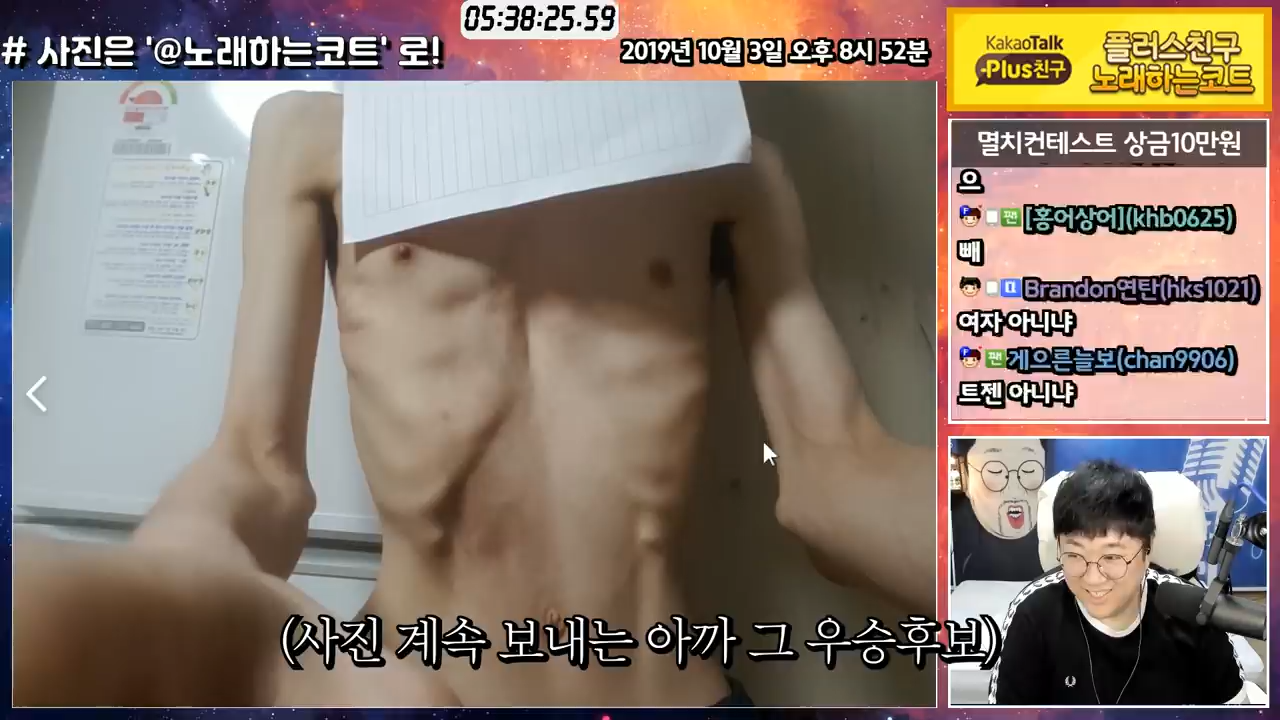 05:38:25.59
# 사진은 '@노래하는코트' 로!
2019년 10월 3일 오후 8시 52분
KakaoTalk
Plus친구
플러스친구
노래하는코트
멸치컨테스트 상금10만원
으
팬 [홍어상어](khb0625)
빼
Brandon연탄(hks1021)
여자 아니냐
팬 게으른늘보(chan9906)
트젠 아니냐
(사진 계속 보내는 아까 그 우승후보)